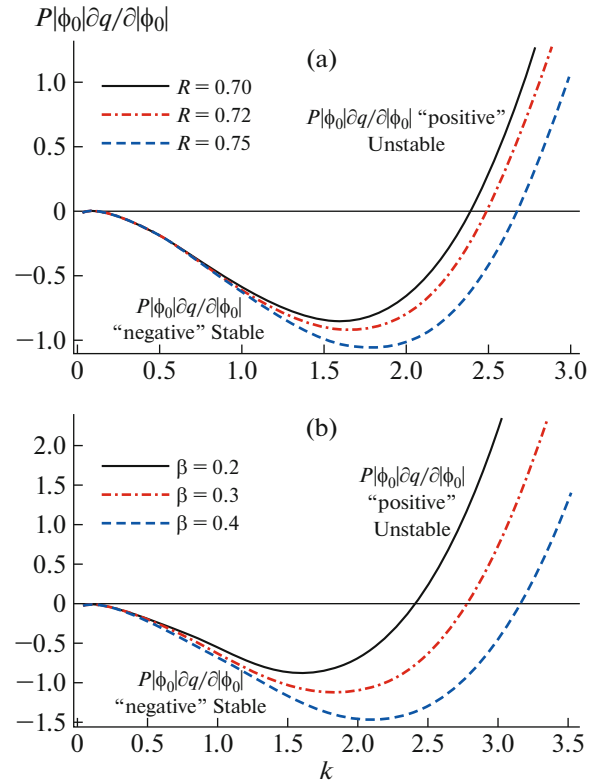 P|ϕ₀|∂q/∂|ϕ₀|
(a)
1.0
0.5
0
−0.5
−1.0
R = 0.70
R = 0.72
R = 0.75
P|ϕ₀|∂q/∂|ϕ₀| “positive”
Unstable
P|ϕ₀|∂q/∂|ϕ₀|
“negative” Stable
0 0.5 1.0 1.5 2.0 2.5 3.0
(b)
2.0
1.5
1.0
0.5
0
−0.5
−1.0
−1.5
β = 0.2
β = 0.3
β = 0.4
P|ϕ₀|∂q/∂|ϕ₀|
“positive”
Unstable
P|ϕ₀|∂q/∂|ϕ₀|
“negative” Stable
0 0.5 1.0 1.5 2.0 2.5 3.0 3.5
k